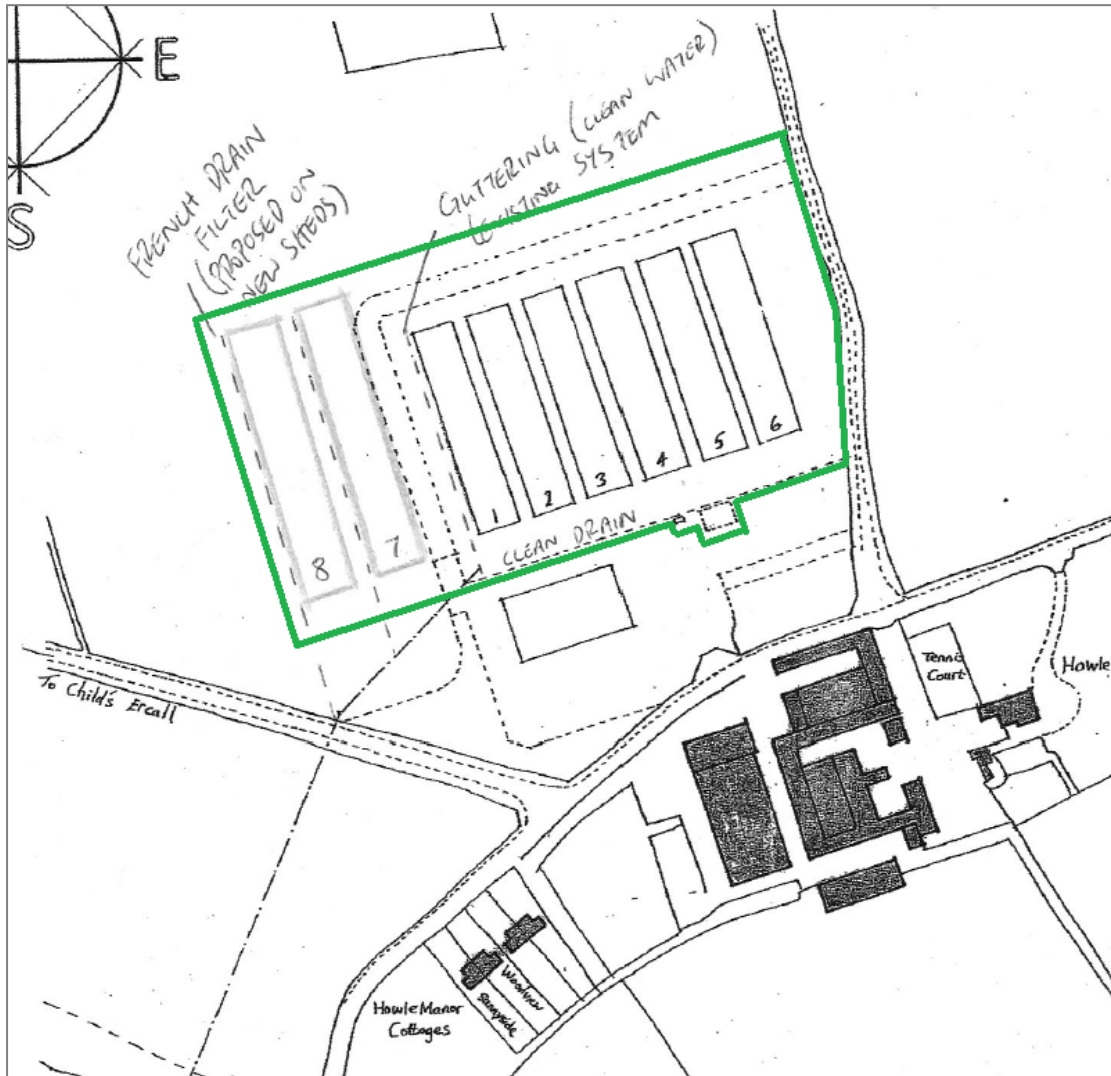 E
S
FRENCH DRAIN
FILTER
(PROPOSED ON
NEW SHEDS)
GUTTERING (CLEAN WATER)
(EXISTING SYSTEM
1
2
3
4
5
6
7
8
CLEAN DRAIN
To Child's Ercall
Tennis
Court
Howle
Woodview
Sunnyside
Howle Manor
Cottages